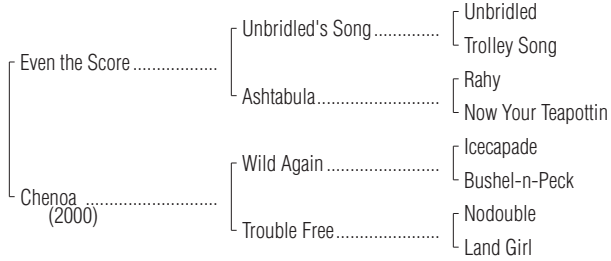 Unbridled
Unbridled's Song..............
Trolley Song
Even the Score..................
Rahy
Ashtabula..........................
Now Your Teapottin
Icecapade
Wild Again ........................
Bushel-n-Peck
Chenoa ............................
(2000)
Nodouble
Trouble Free......................
Land Girl